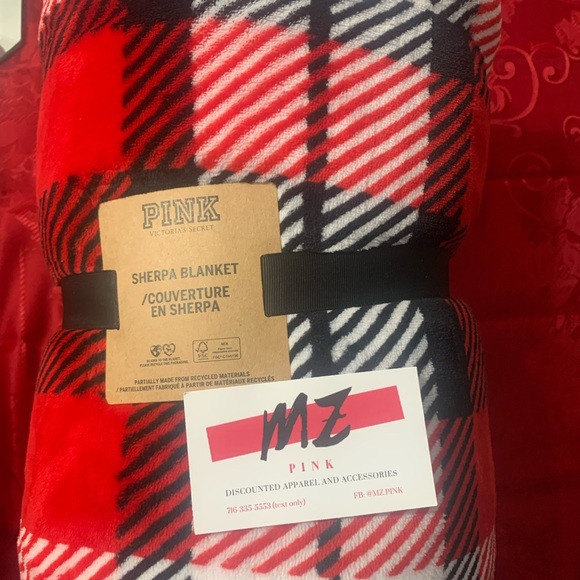 PINK
VICTORIA'S SECRET
SHERPA BLANKET
/COUVERTURE
EN SHERPA
PARTIALLY MADE FROM RECYCLED MATERIALS
/PARTIELLEMENT FABRIQUÉ À PARTIR DE MATÉRIAUX RECYCLÉS
MZ
PINK
DISCOUNTED APPAREL AND ACCESSORIES
716 335 5553 (text only) FB: @MZ.PINK